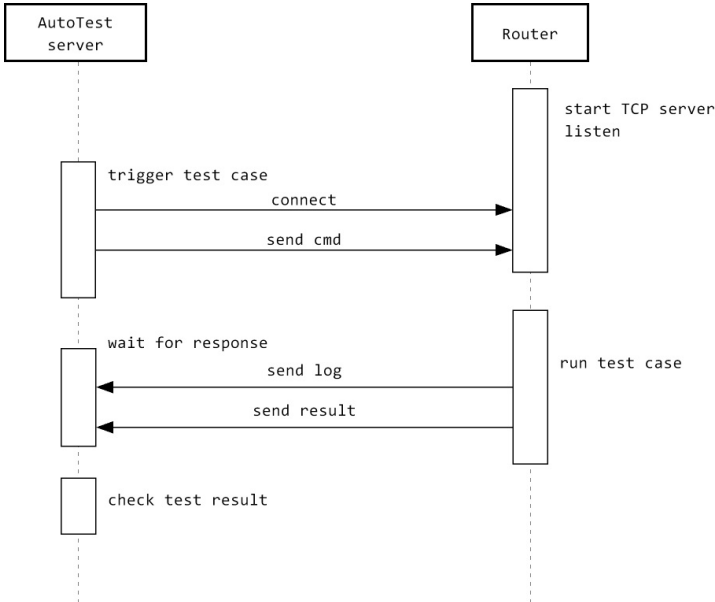 AutoTest
server
Router
start TCP server
listen
trigger test case
connect
send cmd
wait for response
send log
run test case
send result
check test result